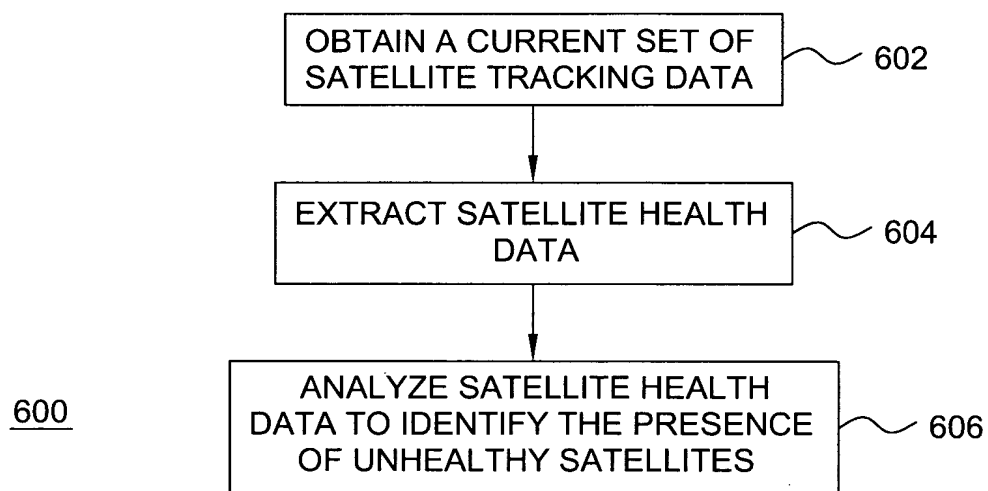 OBTAIN A CURRENT SET OF
SATELLITE TRACKING DATA
602
EXTRACT SATELLITE HEALTH
DATA
604
ANALYZE SATELLITE HEALTH
DATA TO IDENTIFY THE PRESENCE
OF UNHEALTHY SATELLITES
606
600